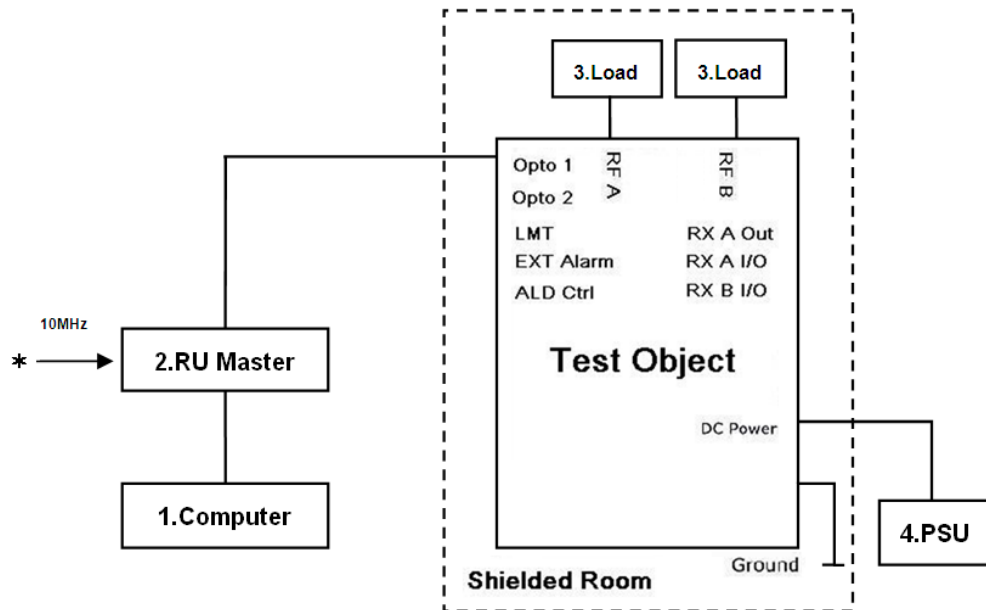 3.Load
3.Load
Opto 1
RF A
RF B
Opto 2
LMT
RX A Out
EXT Alarm
RX A I/O
ALD Ctrl
RX B I/O
10MHz
*
2.RU Master
Test Object
DC Power
1.Computer
4.PSU
Ground
Shielded Room